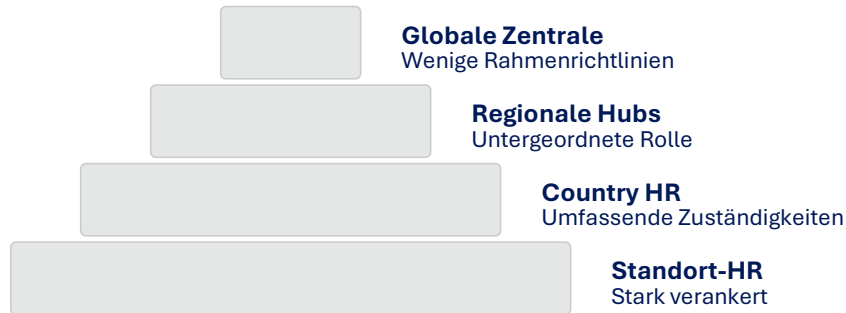 Globale Zentrale
Wenige Rahmenrichtlinien
Regionale Hubs
Untergeordnete Rolle
Country HR
Umfassende Zuständigkeiten
Standort-HR
Stark verankert